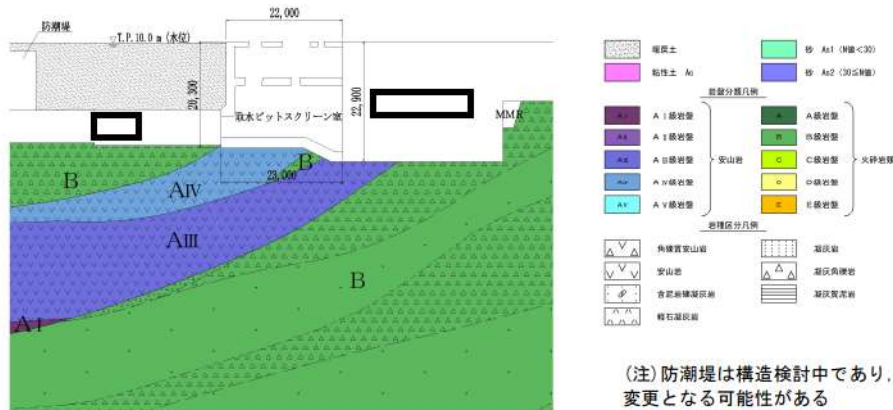 22,000
防潮堤
T.P.10.0 m (水位)
20,300
22,900
取水ピットスクリーン室
MMR
B
B
23,000
AⅣ
AⅢ
B
AⅠ
埋戻土
砂 As1 (N値<30)
粘性土 Ac
砂 As2 (30≦N値)
岩盤分類凡例
AⅠ AⅠ級岩盤
A A級岩盤
AⅡ AⅡ級岩盤
B B級岩盤
AⅢ AⅢ級岩盤
安山岩
C C級岩盤
火砕岩類
AⅣ AⅣ級岩盤
D D級岩盤
AⅤ AⅤ級岩盤
E E級岩盤
岩種区分凡例
角礫質安山岩
凝灰岩
安山岩
凝灰角礫岩
含泥岩礫凝灰岩
凝灰質泥岩
軽石凝灰岩
(注)防潮堤は構造検討中であり,
変更となる可能性がある